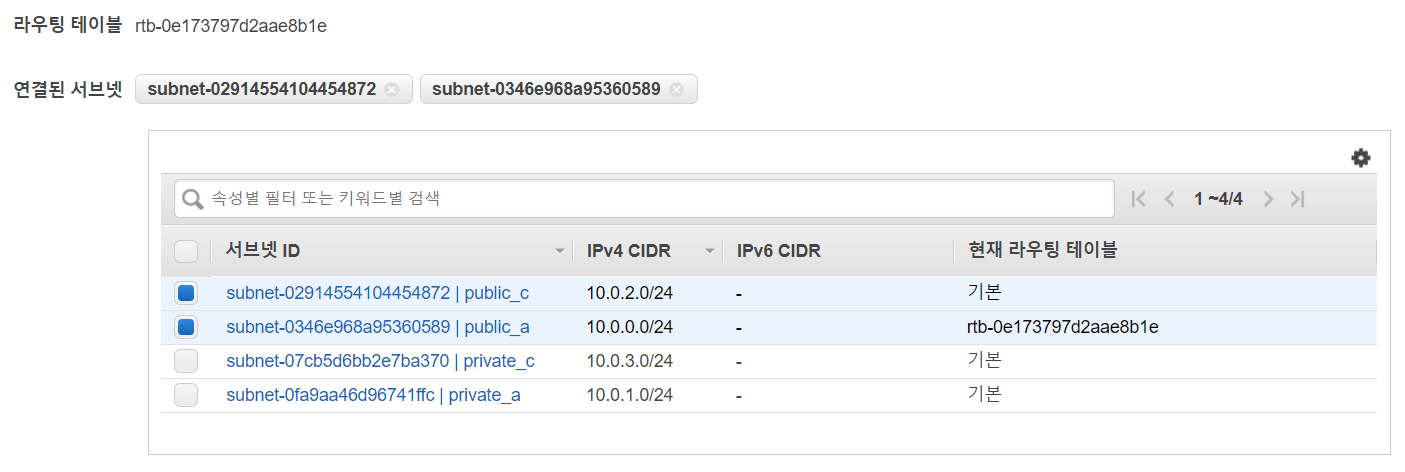 라우팅 테이블 rtb-0e173797d2aae8b1e
연결된 서브넷 subnet-02914554104454872 subnet-0346e968a95360589
속성별 필터 또는 키워드별 검색 1 ~4/4
서브넷 ID IPv4 CIDR IPv6 CIDR 현재 라우팅 테이블
subnet-02914554104454872 | public_c 10.0.2.0/24 - 기본
subnet-0346e968a95360589 | public_a 10.0.0.0/24 - rtb-0e173797d2aae8b1e
subnet-07cb5d6bb2e7ba370 | private_c 10.0.3.0/24 - 기본
subnet-0fa9aa46d96741ffc | private_a 10.0.1.0/24 - 기본